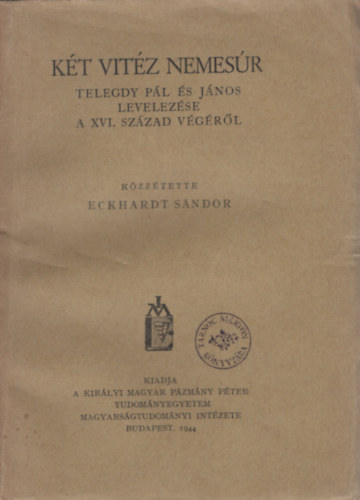 KÉT VITÉZ NEMESÚR
TELEGDY PÁL ÉS JÁNOS
LEVELEZÉSE
A XVI. SZÁZAD VÉGÉRŐL
KÖZZÉTETTE
ECKHARDT SÁNDOR
KIADJA
A KIRÁLYI MAGYAR PÁZMÁNY PÉTER
TUDOMÁNYEGYETEM
MAGYARSÁGTUDOMÁNYI INTÉZETE
BUDAPEST, 1944